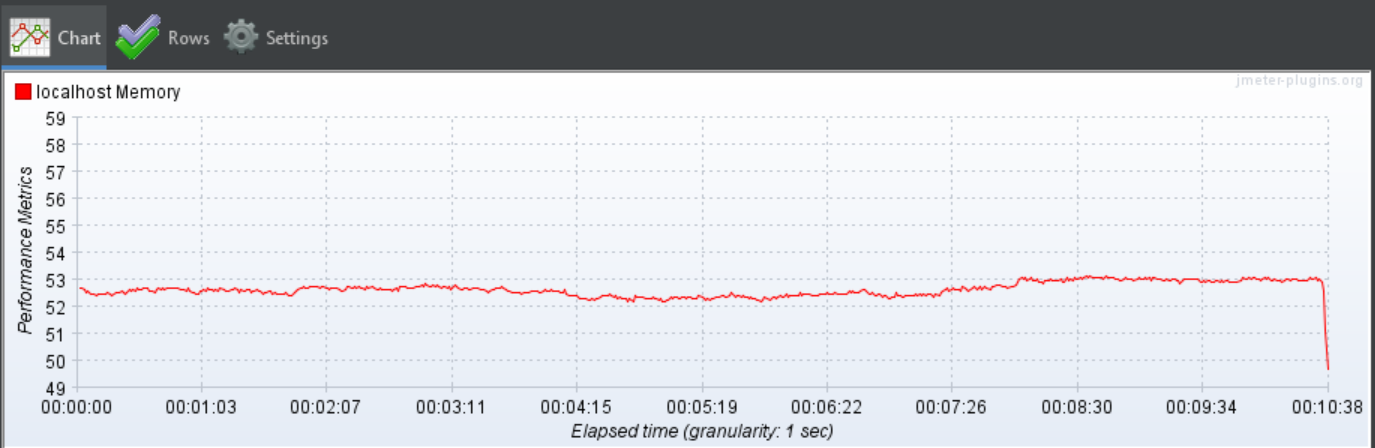 Chart Rows Settings
jmeter-plugins.org
localhost Memory
59
58
57
56
55
54
53
52
51
50
49
Performance Metrics
00:00:00 00:01:03 00:02:07 00:03:11 00:04:15 00:05:19 00:06:22 00:07:26 00:08:30 00:09:34 00:10:38
Elapsed time (granularity: 1 sec)